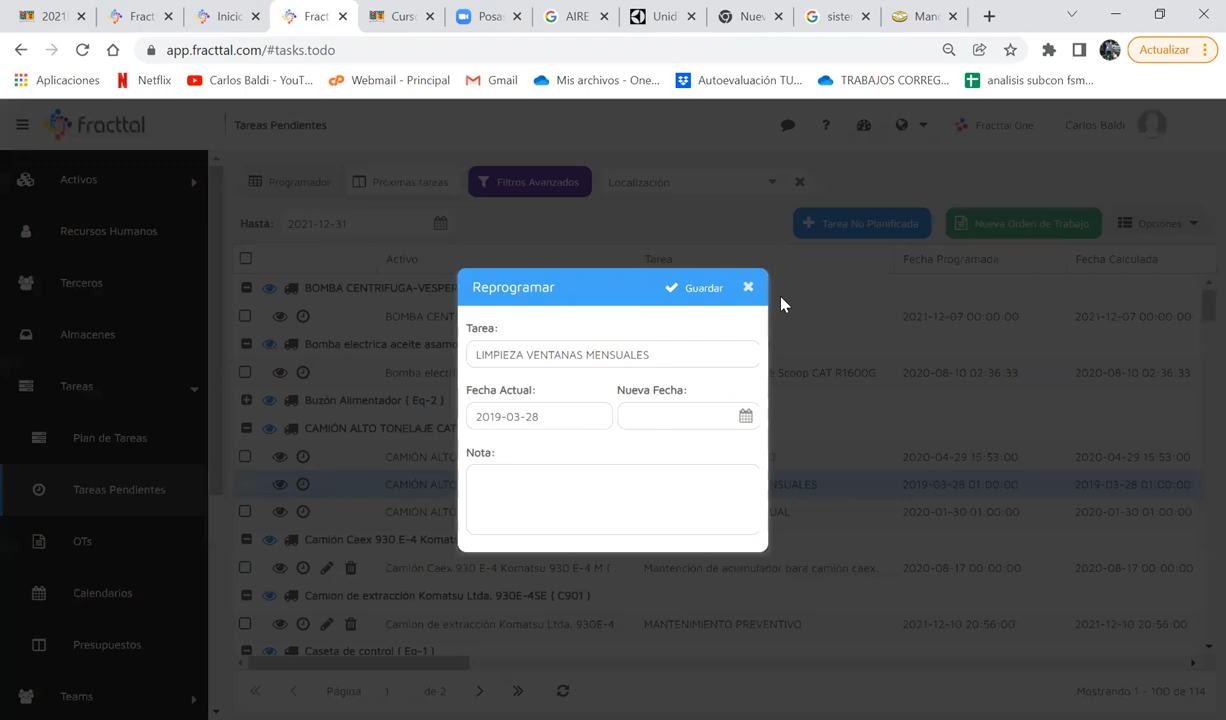 2021
Fract
Inicio
Fract
Curso
Posa
AIRE
Unid
Nuev
sister
Mano
app.fracttal.com/#tasks.todo
Actualizar
Aplicaciones
Netflix
Carlos Baldi - YouT...
Webmail - Principal
Gmail
Mis archivos - One...
Autoevaluación TU...
TRABAJOS CORREG...
analisis subcon fsm...
fracttal
Tareas Pendientes
Fracttal One
Carlos Baldi
Activos
Recursos Humanos
Terceros
Almacenes
Tareas
Plan de Tareas
Tareas Pendientes
OTs
Calendarios
Presupuestos
Teams
Programador
Próximas tareas
Filtros Avanzados
Localización
Hasta:
2021-12-31
Tarea No Planificada
Nueva Orden de Trabajo
Opciones
Activo
Tarea
Fecha Programada
Fecha Calculada
BOMBA CENTRIFUGA-VESPER
BOMBA CENT
2021-12-07 00:00:00
2021-12-07 00:00:00
Bomba electrica aceite asam
Bomba electri
Scoop CAT R1600G
2020-08-10 02:36:33
2020-08-10 02:36:33
Buzón Alimentador { Eq-2 }
CAMIÓN ALTO TONELAJE CAT
CAMIÓN ALTO
2020-04-29 15:53:00
2020-04-29 15:53:00
CAMIÓN ALTO
NSUALES
2019-03-28 01:00:00
2019-03-28 01:00:00
CAMIÓN ALTO
UAL
2020-01-30 01:00:00
2020-01-30 01:00:00
Camión Caex 930 E-4 Komat
Camión Caex 930 E-4 Komatsu 930 E-4 M {
Mantención de acumulador para camión caex.
2020-08-17 00:00:00
2020-08-17 00:00:00
Camion de extracción Komatsu Ltda. 930E-4SE { C901 }
Camion de extracción Komatsu Ltda. 930E-4
MANTENIMIENTO PREVENTIVO
2021-12-10 20:56:00
2021-12-10 20:56:00
Caseta de control { Eq-1 }
Página
1
de 2
Mostrando 1 - 100 de 114
Reprogramar
Guardar
Tarea:
LIMPIEZA VENTANAS MENSUALES
Fecha Actual:
Nueva Fecha:
2019-03-28
Nota: